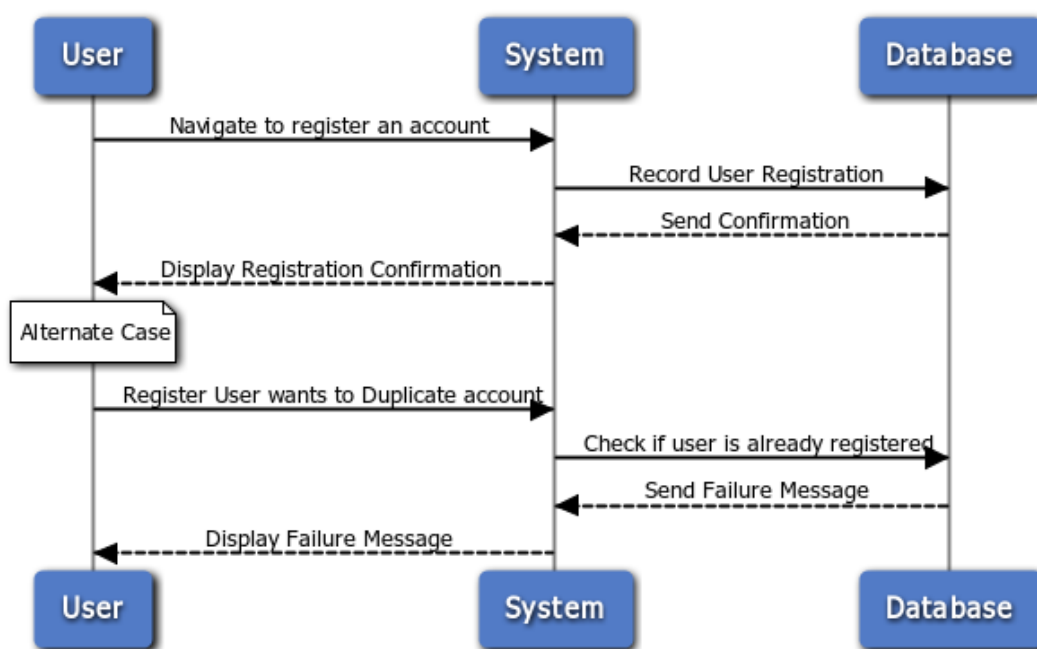 User
System
Database
Navigate to register an account
Record User Registration
Send Confirmation
Display Registration Confirmation
Alternate Case
Register User wants to Duplicate account
Check if user is already registered
Send Failure Message
Display Failure Message
User
System
Database